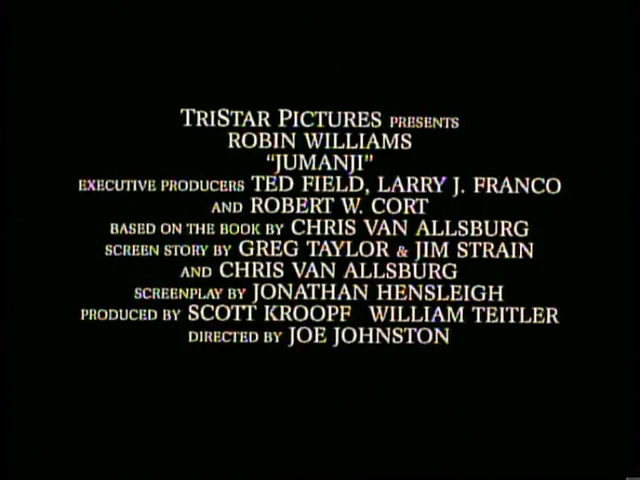 TRISTAR PICTURES PRESENTS
ROBIN WILLIAMS
"JUMANJI"
EXECUTIVE PRODUCERS TED FIELD, LARRY J. FRANCO
AND ROBERT W. CORT
BASED ON THE BOOK BY CHRIS VAN ALLSBURG
SCREEN STORY BY GREG TAYLOR & JIM STRAIN
AND CHRIS VAN ALLSBURG
SCREENPLAY BY JONATHAN HENSLEIGH
PRODUCED BY SCOTT KROOPF WILLIAM TEITLER
DIRECTED BY JOE JOHNSTON